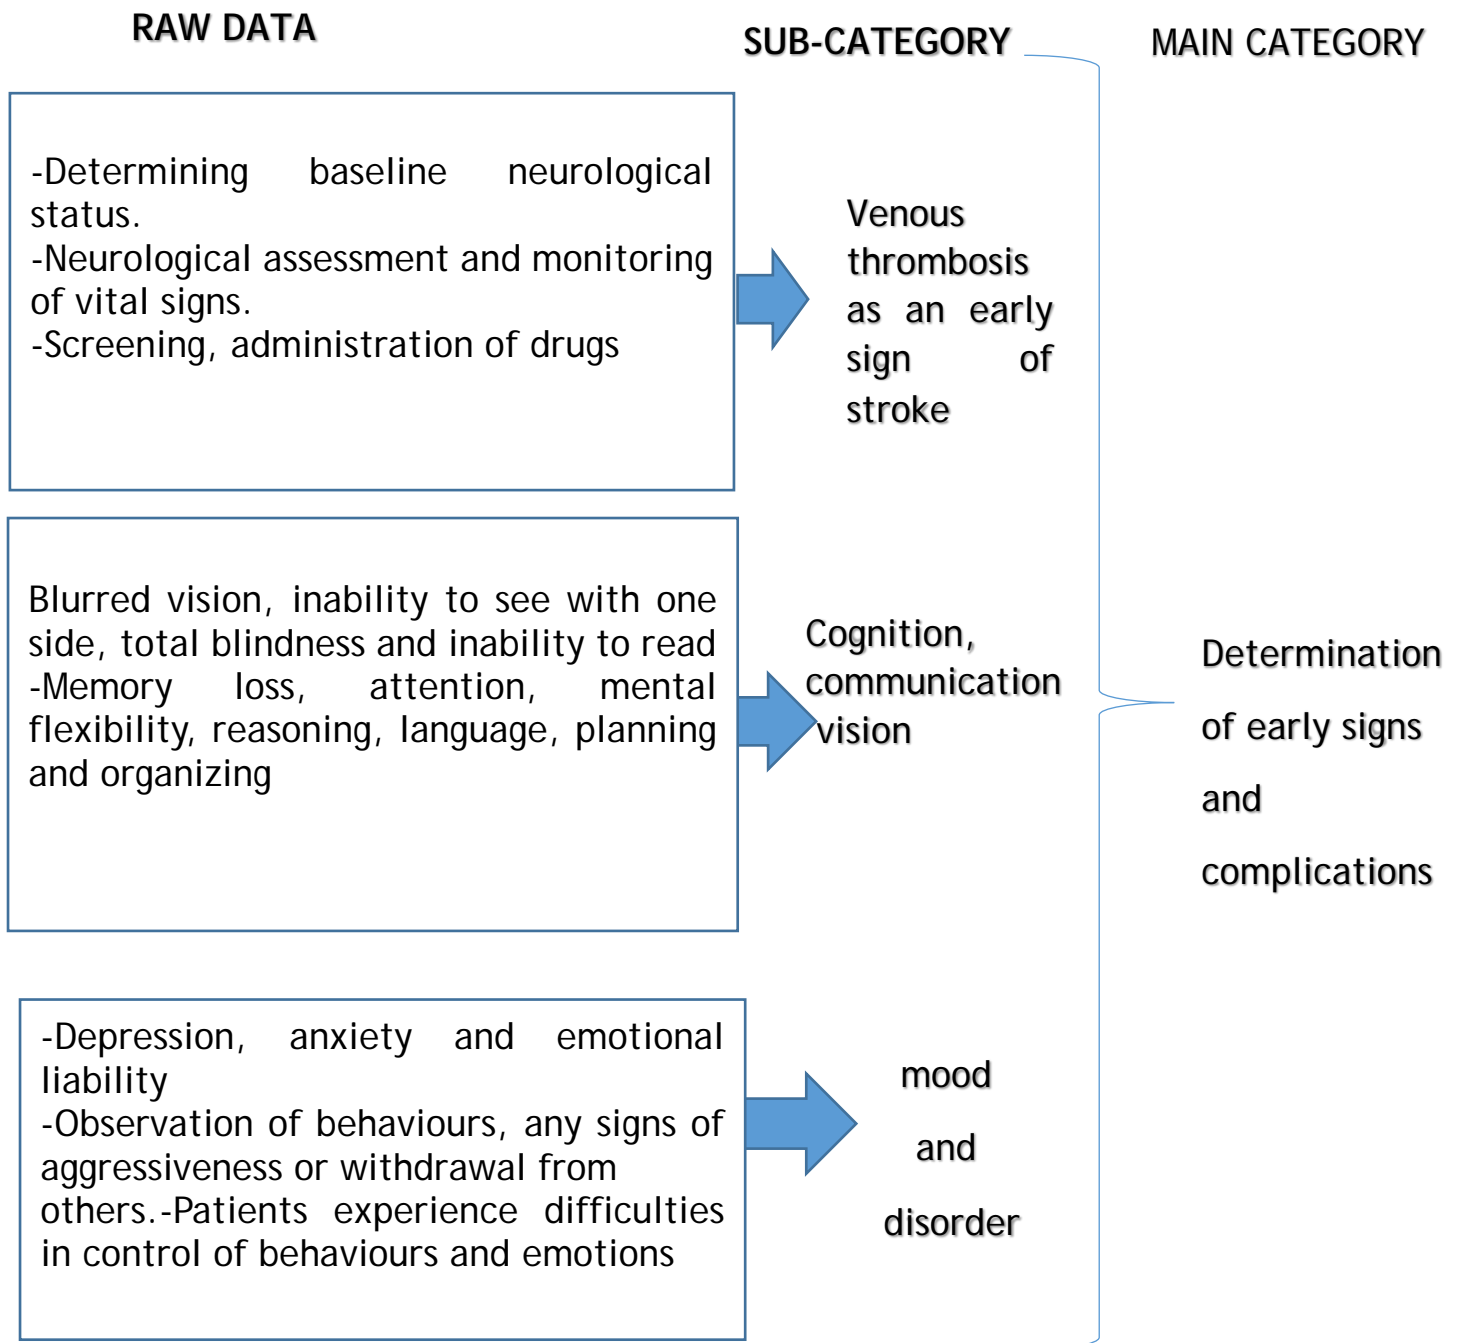 RAW DATA
SUB-CATEGORY
MAIN CATEGORY
-Determining baseline neurological
status.
-Neurological assessment and monitoring
of vital signs.
-Screening, administration of drugs
Venous
thrombosis
as an early
sign of
stroke
Blurred vision, inability to see with one
side, total blindness and inability to read
-Memory loss, attention, mental
flexibility, reasoning, language, planning
and organizing
Cognition,
communication
vision
Determination
of early signs
and
complications
-Depression, anxiety and emotional
liability
-Observation of behaviours, any signs of
aggressiveness or withdrawal from
others.-Patients experience difficulties
in control of behaviours and emotions
mood
and
disorder